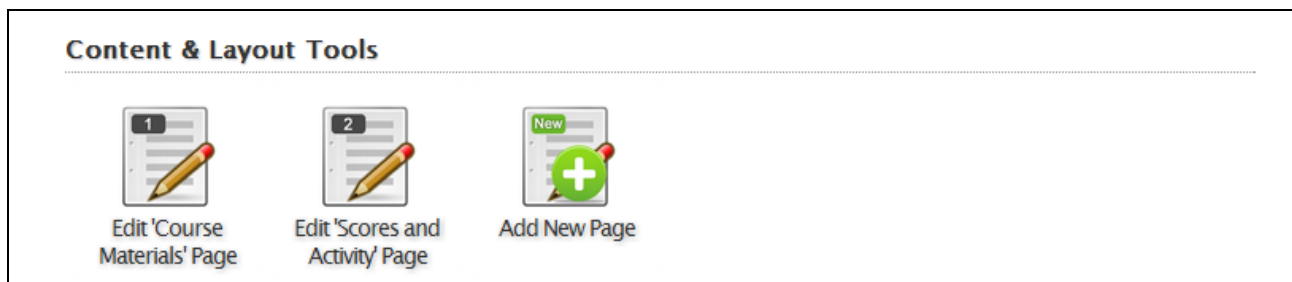 Content & Layout Tools
1
2
New
Edit 'Course
Materials' Page
Edit 'Scores and
Activity' Page
Add New Page